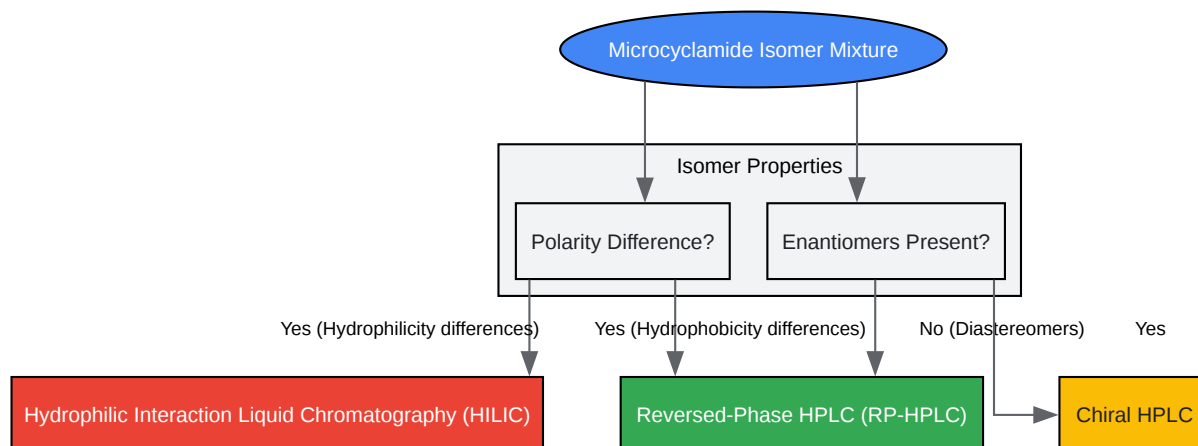 Microcyclamide Isomer Mixture
Isomer Properties
Polarity Difference?
Enantiomers Present?
Yes (Hydrophilicity differences)
Yes (Hydrophobicity differences)
No (Diastereomers)
Yes
Hydrophilic Interaction Liquid Chromatography (HILIC)
Reversed-Phase HPLC (RP-HPLC)
Chiral HPLC